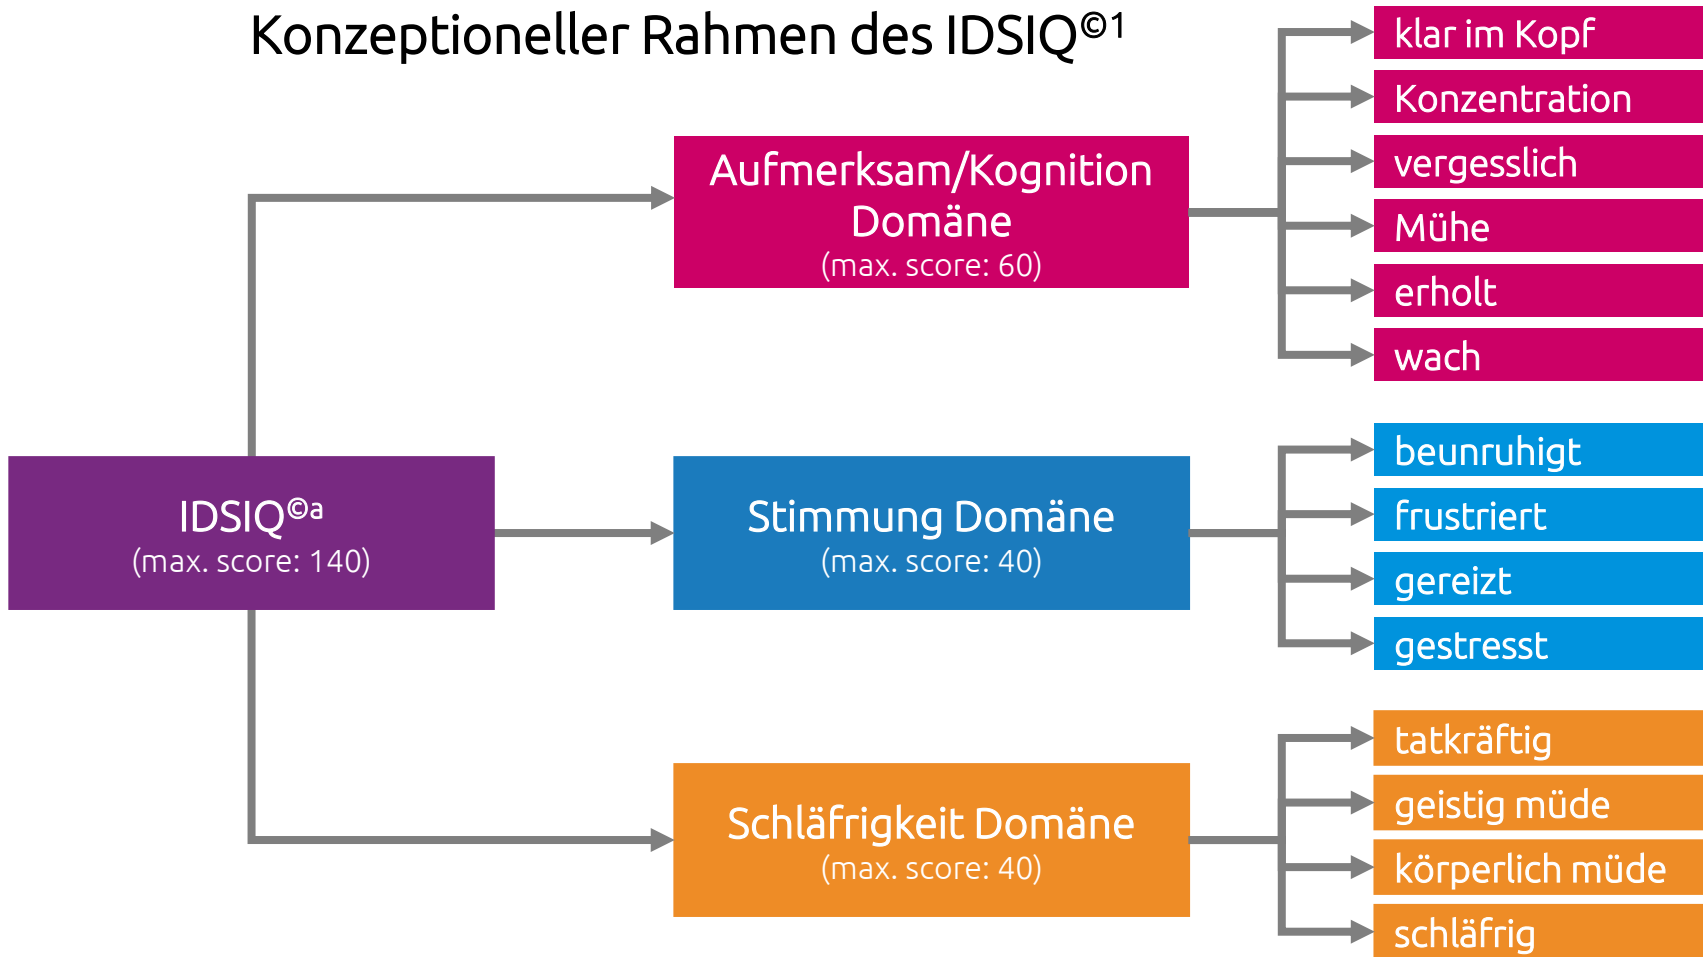 Konzeptioneller Rahmen des IDSIQ©1
Aufmerksam/Kognition
Domäne
(max. score: 60)
klar im Kopf
Konzentration
vergesslich
Mühe
erholt
wach
IDSIQ©a
(max. score: 140)
Stimmung Domäne
(max. score: 40)
beunruhigt
frustriert
gereizt
gestresst
Schläfrigkeit Domäne
(max. score: 40)
tatkräftig
geistig müde
körperlich müde
schläfrig